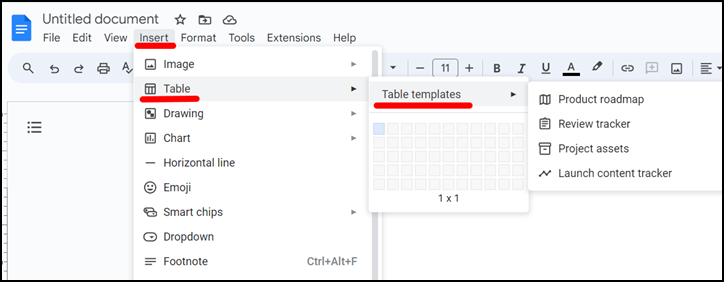 Untitled document
File Edit View Insert Format Tools Extensions Help
11 B I U A
Image
Table
Drawing
Chart
Horizontal line
Emoji
Smart chips
Dropdown
Footnote Ctrl+Alt+F
Table templates
1 x 1
Product roadmap
Review tracker
Project assets
Launch content tracker